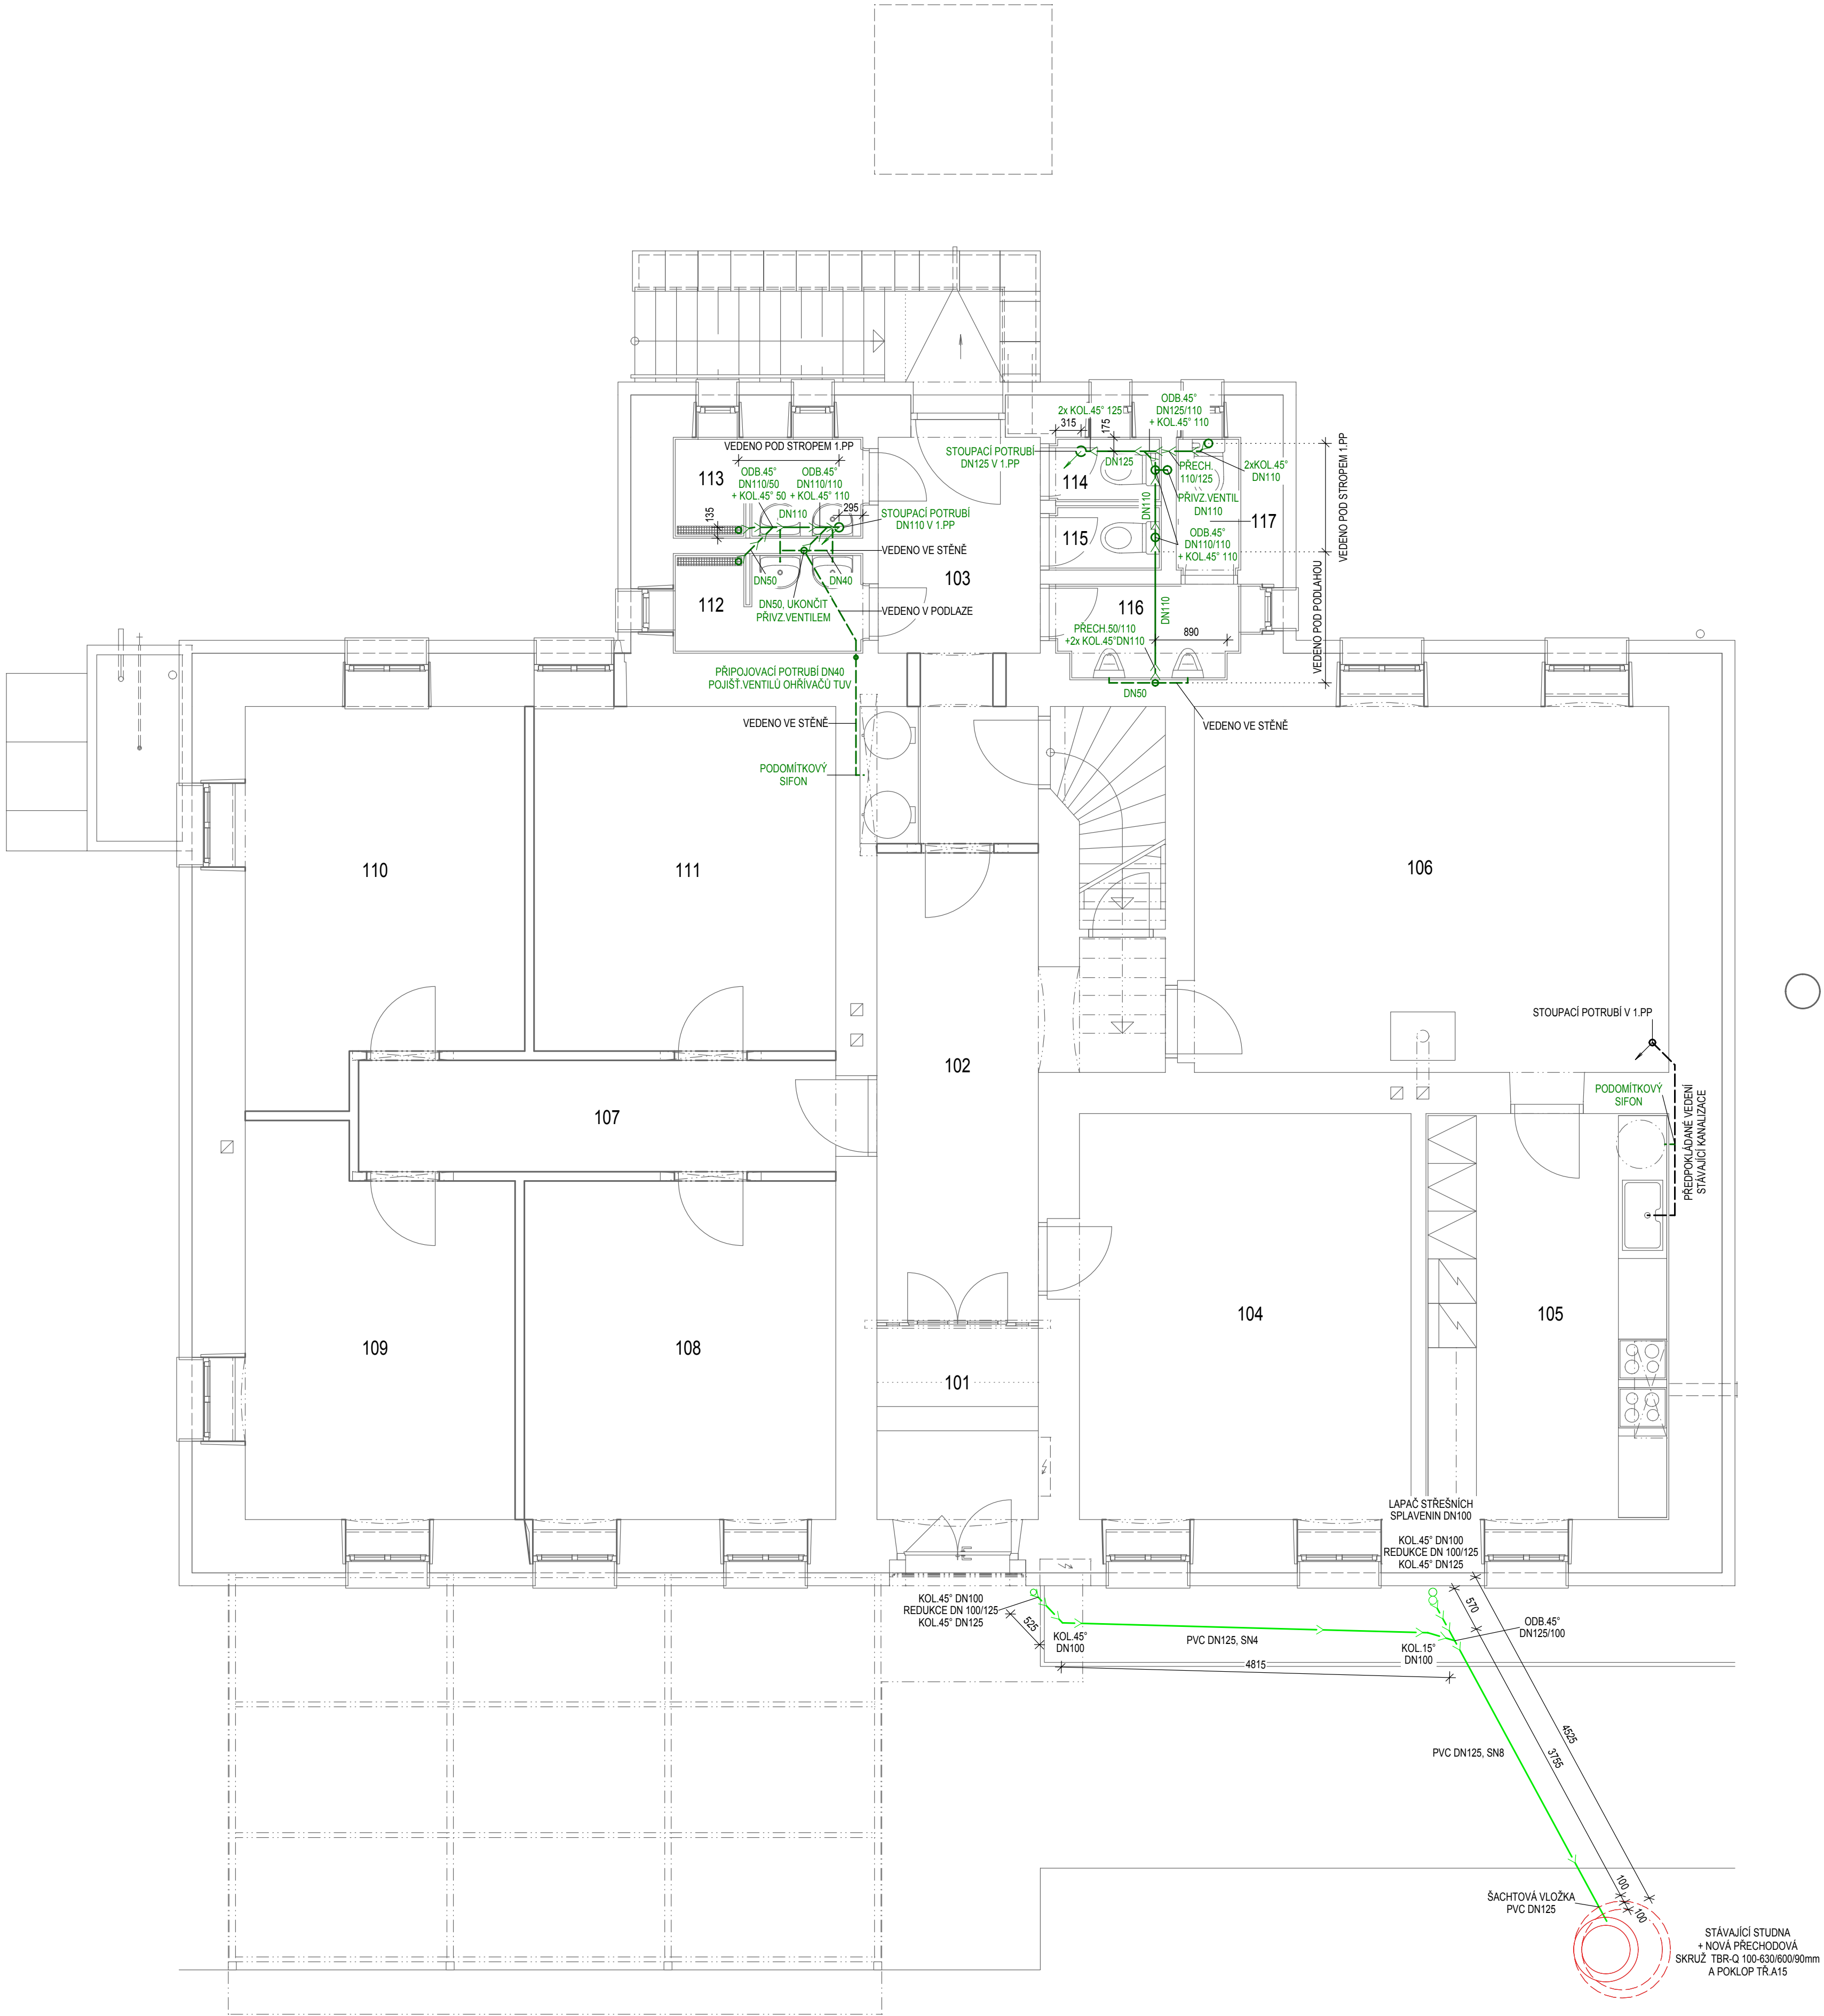 2x KOL.45° 125
315
175
ODB.45°
DN125/110
+ KOL.45° 110
STOUPACÍ POTRUBÍ
DN125 V 1.PP
DN125
PŘECH.
110/125
2xKOL.45°
DN110
114
DN110
PŘIVZ.VENTIL
DN110
117
115
ODB.45°
DN110/110
+ KOL.45° 110
VEDENO POD STROPEM 1.PP
VEDENO POD PODLAHOU
116
DN110
PŘECH.50/110
+2x KOL.45°DN110
890
DN50
VEDENO VE STĚNĚ
VEDENO POD STROPEM 1.PP
113
ODB.45°
DN110/50
+ KOL.45° 50
ODB.45°
DN110/110
+ KOL.45° 110
135
DN110
295
STOUPACÍ POTRUBÍ
DN110 V 1.PP
VEDENO VE STĚNĚ
DN50
DN40
112
DN50, UKONČIT
PŘIVZ.VENTILEM
VEDENO V PODLAZE
103
PŘIPOJOVACÍ POTRUBÍ DN40
POJIŠŤ.VENTILŮ OHŘÍVAČŮ TUV
VEDENO VE STĚNĚ
PODOMÍTKOVÝ
SIFON
110
111
106
STOUPACÍ POTRUBÍ V 1.PP
PODOMÍTKOVÝ
SIFON
PŘEDPOKLÁDANÉ VEDENÍ
STÁVAJÍCÍ KANALIZACE
102
107
109
108
101
104
105
LAPAČ STŘEŠNÍCH
SPLAVENIN DN100
KOL.45° DN100
REDUKCE DN 100/125
KOL.45° DN125
KOL.45° DN100
REDUKCE DN 100/125
KOL.45° DN125
525
KOL.45°
DN100
PVC DN125, SN4
4815
KOL.15°
DN100
570
ODB.45°
DN125/100
4525
3755
PVC DN125, SN8
100
100
ŠACHTOVÁ VLOŽKA
PVC DN125
STÁVAJÍCÍ STUDNA
+ NOVÁ PŘECHODOVÁ
SKRUŽ TBR-Q 100-630/600/90mm
A POKLOP TŘ.A15